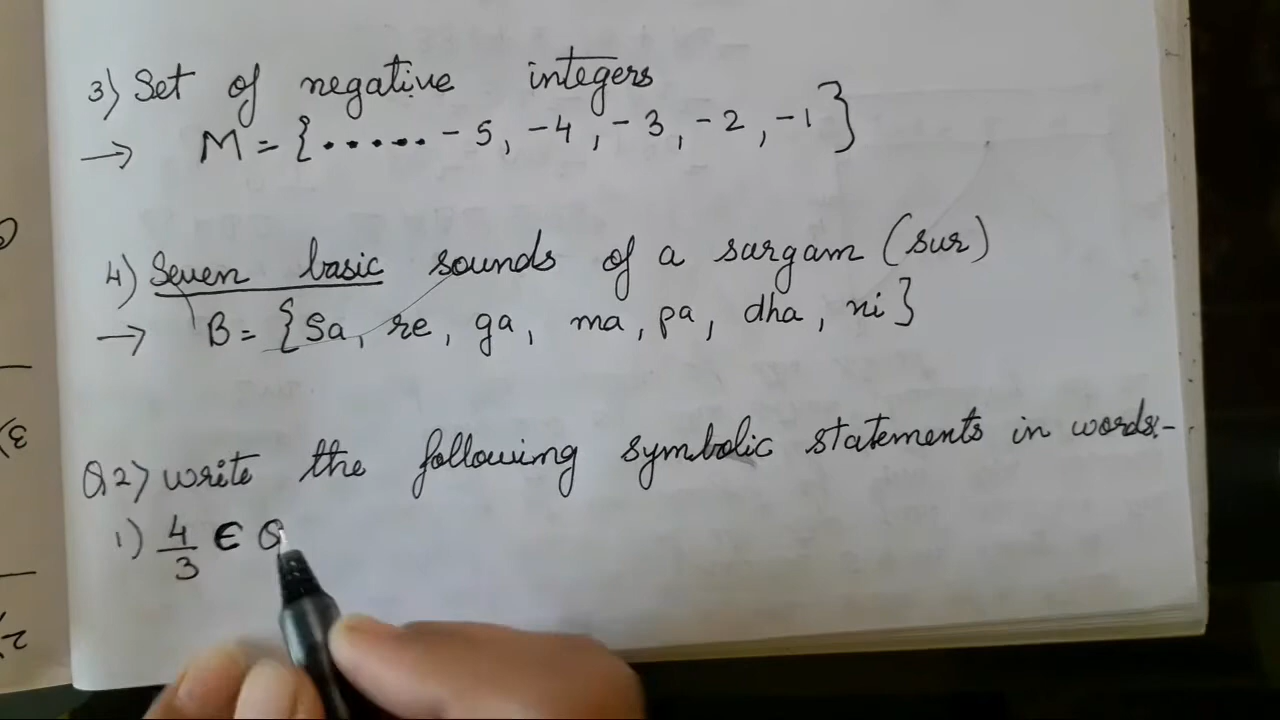 3) Set of negative integers
→ M = {..... -5, -4, -3, -2, -1}
4) Seven basic sounds of a sargam (sur)
→ B = {Sa, re, ga, ma, pa, dha, ni}
Q2) write the following symbolic statements in words:-
1) 4/3 ∈ Q